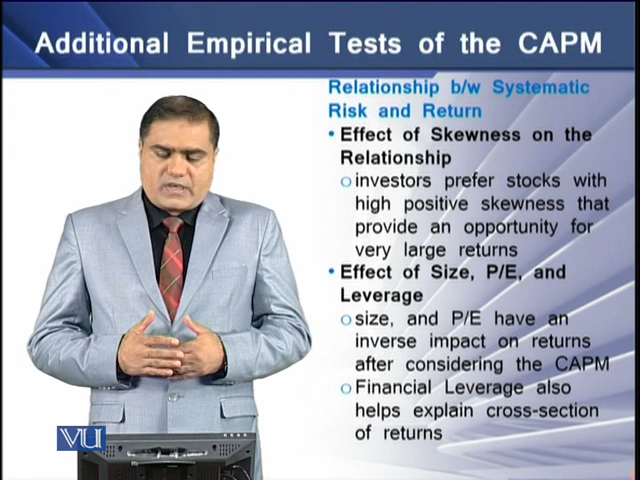 Additional Empirical Tests of the CAPM
Relationship b/w Systematic
Risk and Return
• Effect of Skewness on the
Relationship
o investors prefer stocks with
high positive skewness that
provide an opportunity for
very large returns
• Effect of Size, P/E, and
Leverage
o size, and P/E have an
inverse impact on returns
after considering the CAPM
o Financial Leverage also
helps explain cross-section
of returns
VU